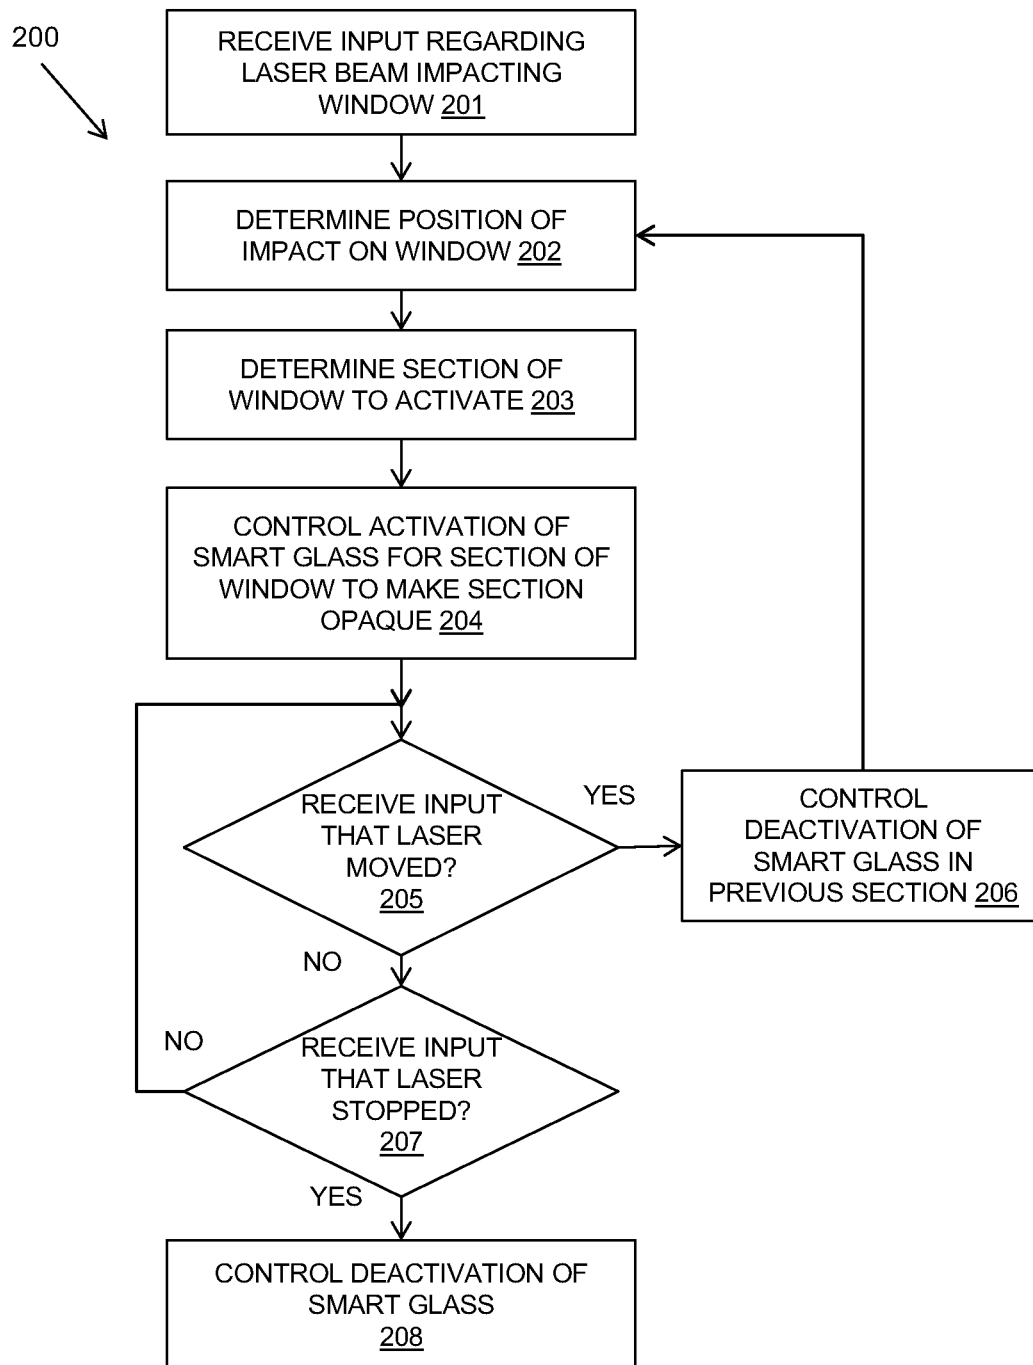 200
RECEIVE INPUT REGARDING
LASER BEAM IMPACTING
WINDOW 201
DETERMINE POSITION OF
IMPACT ON WINDOW 202
DETERMINE SECTION OF
WINDOW TO ACTIVATE 203
CONTROL ACTIVATION OF
SMART GLASS FOR SECTION OF
WINDOW TO MAKE SECTION
OPAQUE 204
RECEIVE INPUT
THAT LASER
MOVED?
205
YES
CONTROL
DEACTIVATION OF
SMART GLASS IN
PREVIOUS SECTION 206
NO
RECEIVE INPUT
THAT LASER
STOPPED?
207
NO
YES
CONTROL DEACTIVATION OF
SMART GLASS
208